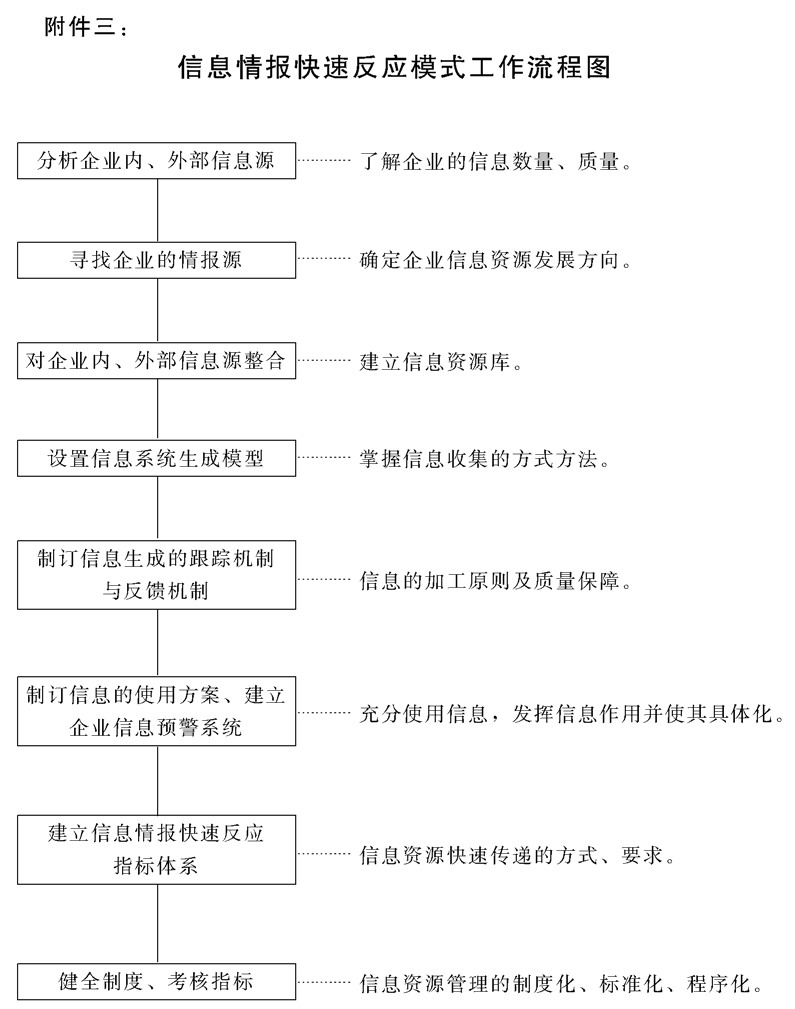 附件三：
信息情报快速反应模式工作流程图
分析企业内、外部信息源
了解企业的信息数量、质量。
寻找企业的情报源
确定企业信息资源发展方向。
对企业内、外部信息源整合
建立信息资源库。
设置信息系统生成模型
掌握信息收集的方式方法。
制订信息生成的跟踪机制
与反馈机制
信息的加工原则及质量保障。
制订信息的使用方案、建立
企业信息预警系统
充分使用信息，发挥信息作用并使其具体化。
建立信息情报快速反应
指标体系
信息资源快速传递的方式、要求。
健全制度、考核指标
信息资源管理的制度化、标准化、程序化。